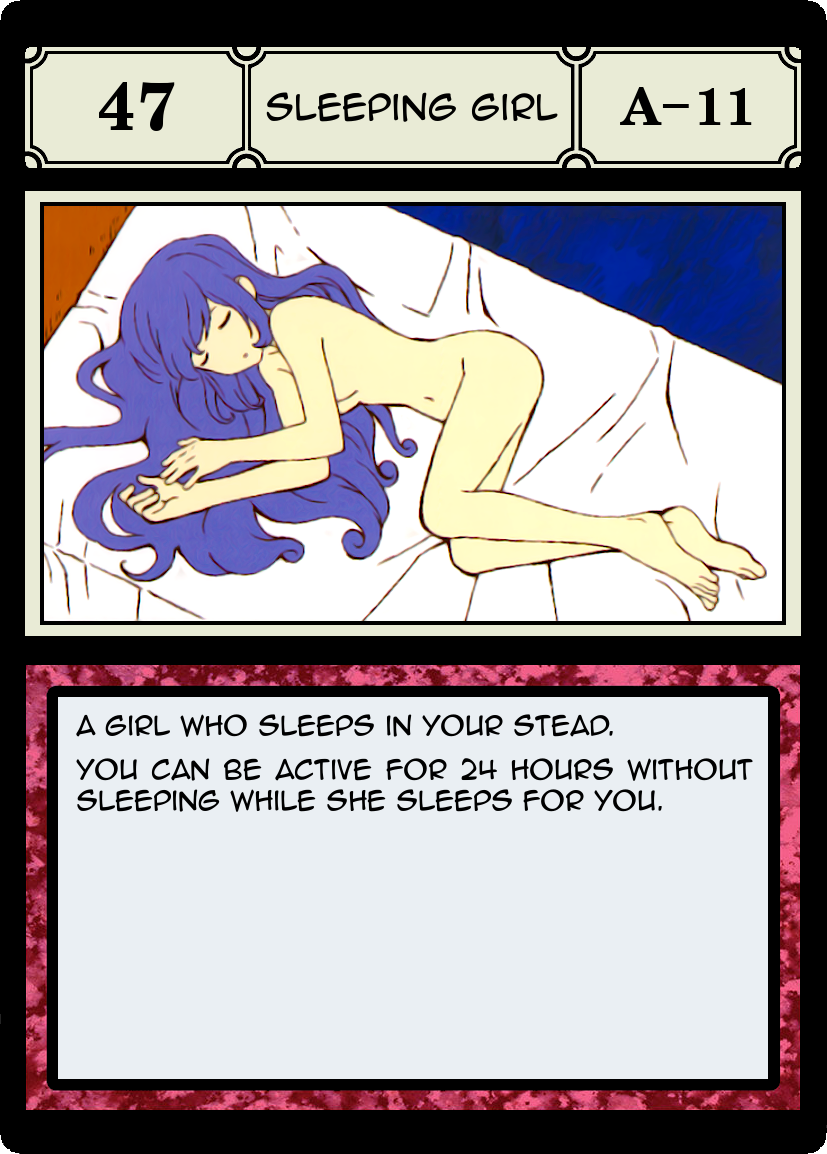 47
SLEEPING GIRL
A-11
A GIRL WHO SLEEPS IN YOUR STEAD.
YOU CAN BE ACTIVE FOR 24 HOURS WITHOUT
SLEEPING WHILE SHE SLEEPS FOR YOU.